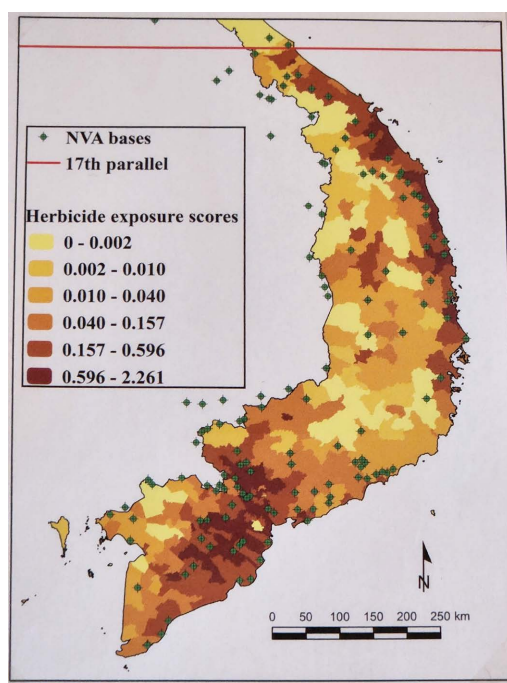 NVA bases
17th parallel
Herbicide exposure scores
0 - 0.002
0.002 - 0.010
0.010 - 0.040
0.040 - 0.157
0.157 - 0.596
0.596 - 2.261
N
0 50 100 150 200 250 km